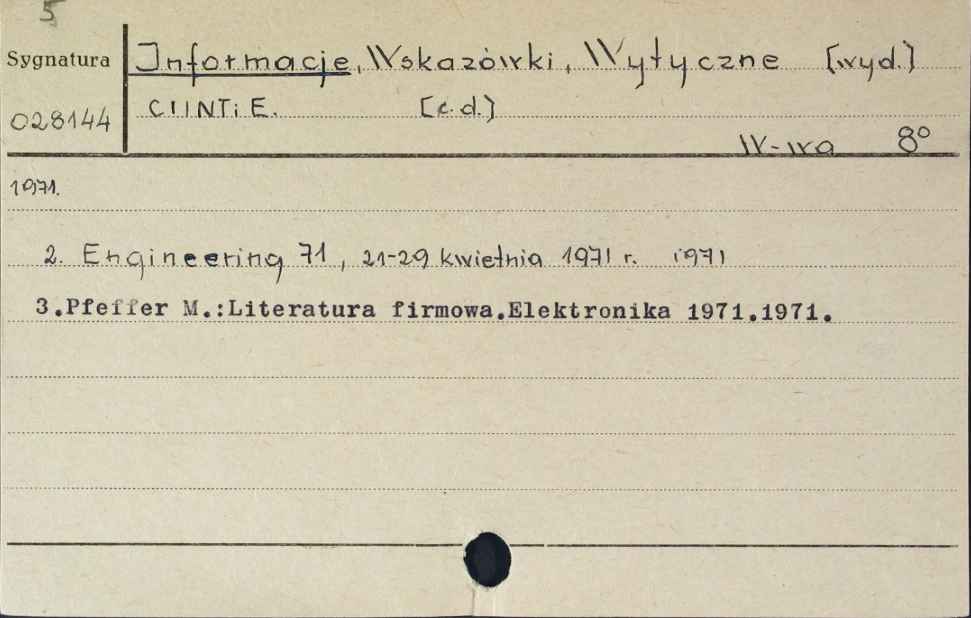 5
Sygnatura
Informacje, Wskazówki, Wytyczne [wyd.]
028144
CIINTiE. [c.d.]
W-wa 8°
1971.
2. Engineering 71, 21-29 kwietnia 1971 r. 1971
3.Pfeffer M.:Literatura firmowa.Elektronika 1971.1971.